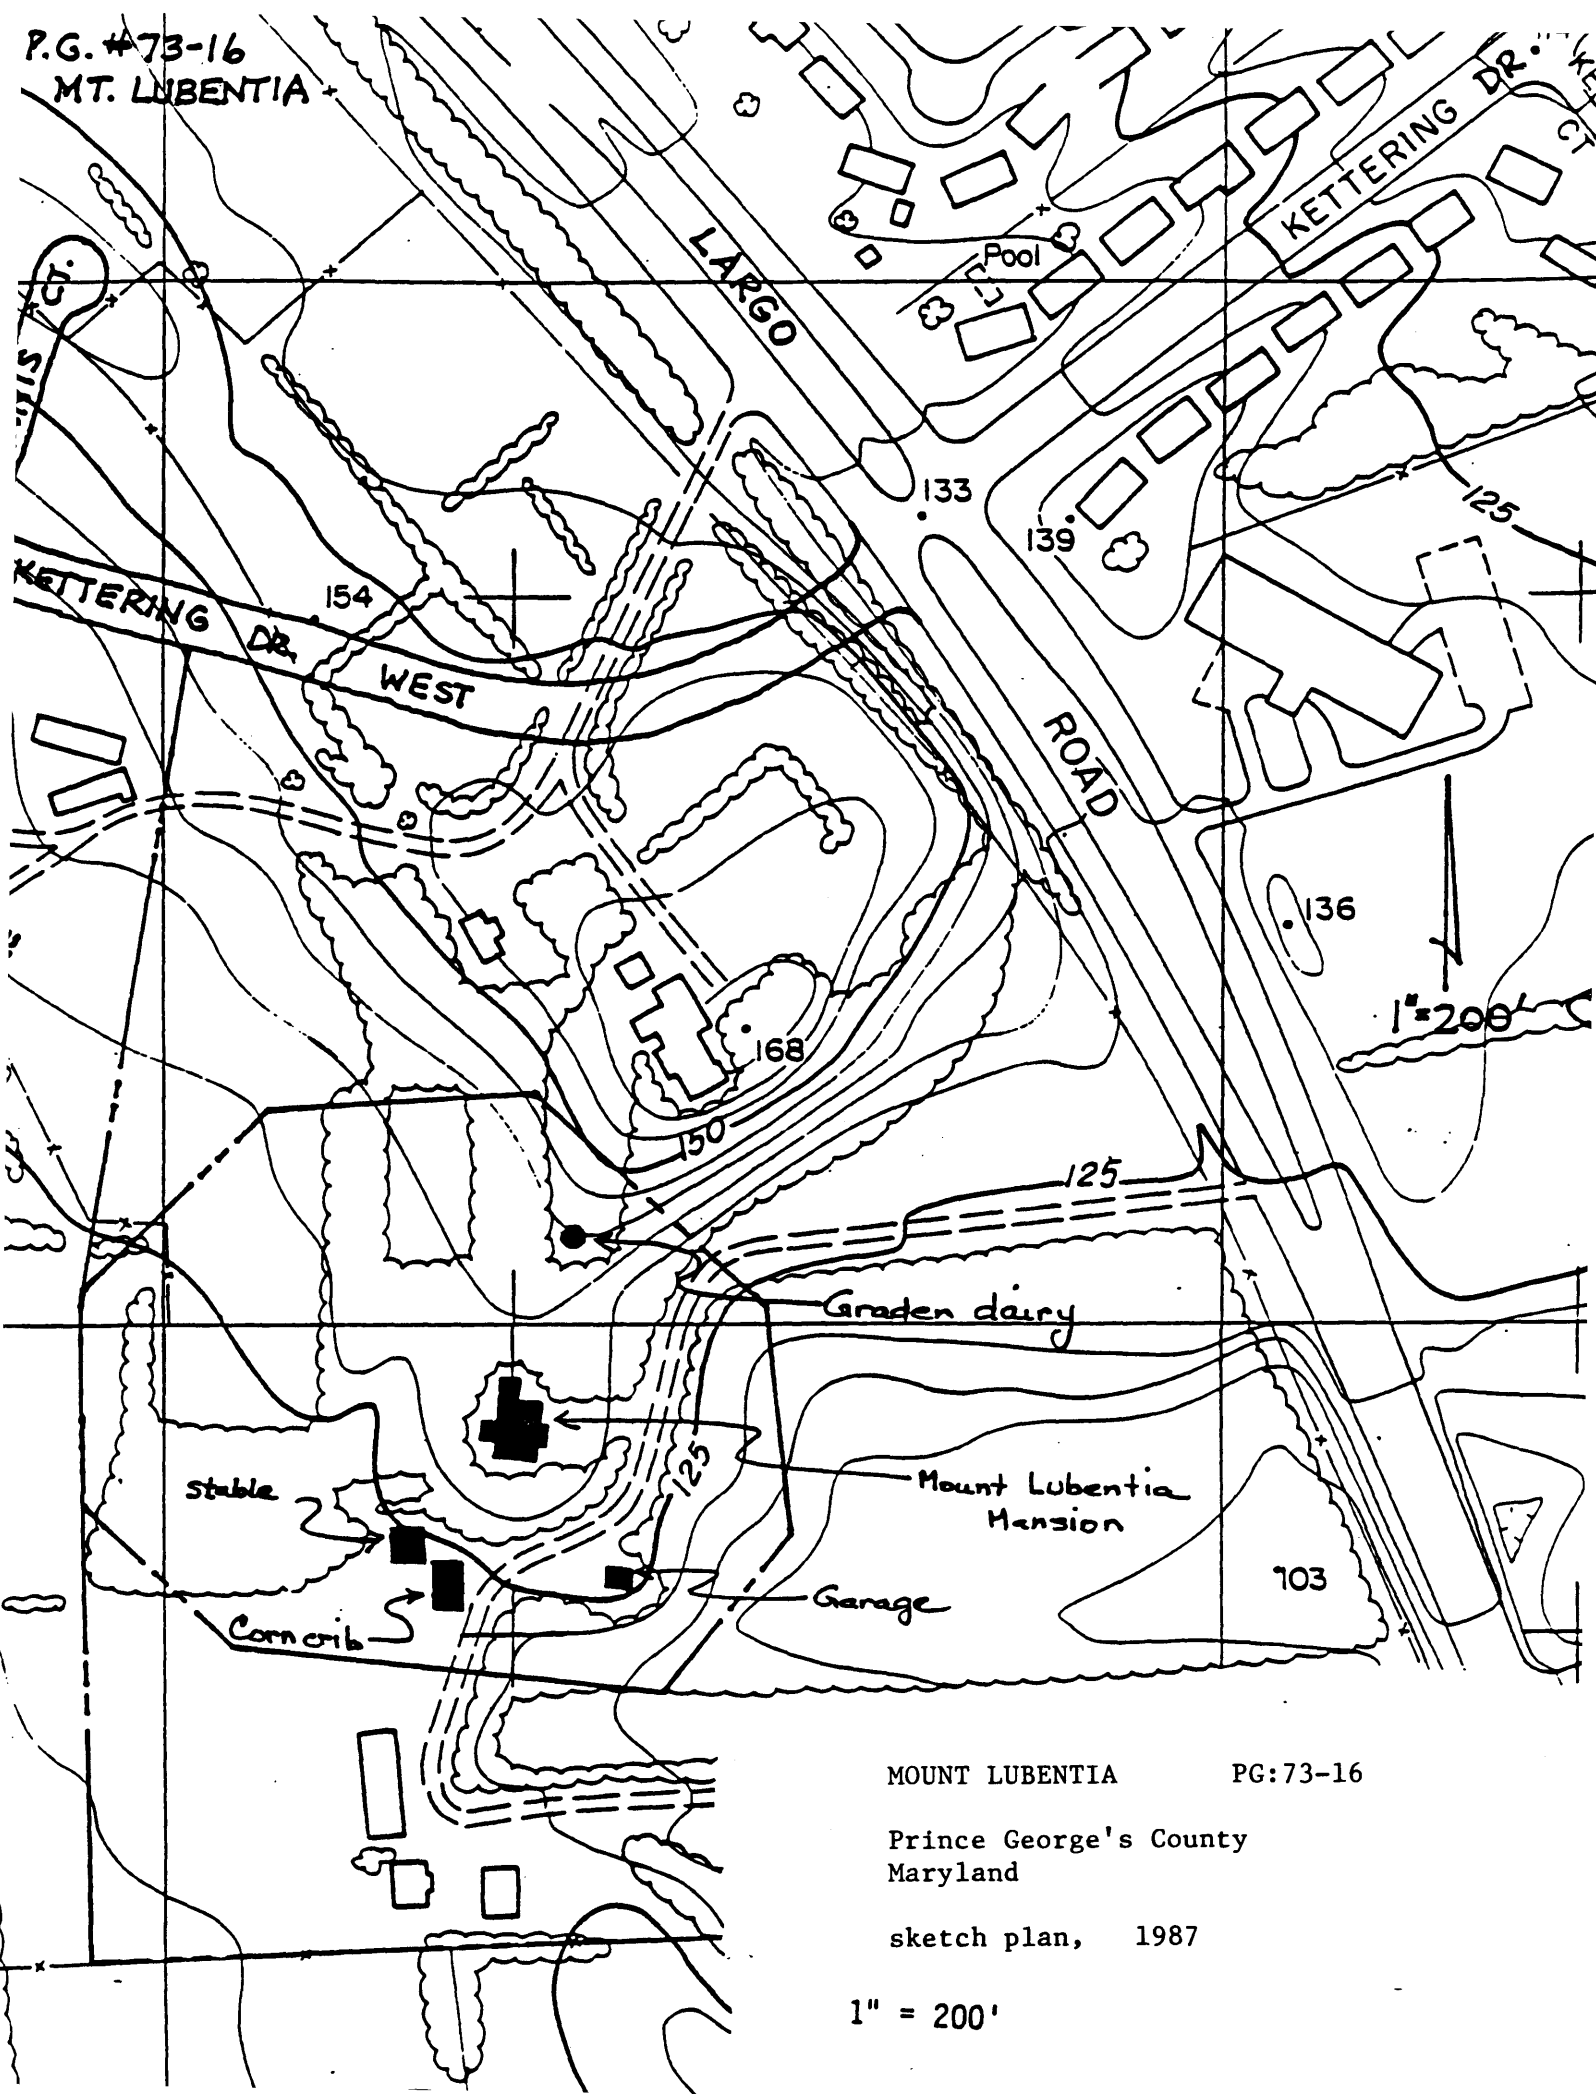 P.G. #73-16
MT. LUBENTIA
KETTERING DR.
CT
LARGO
Pool
CT.
133
139
125
154
KETTERING DR. WEST
ROAD
136
1"=200'
168
150
125
Graden dairy
125
Mount Lubentia
Mansion
stable
103
Garage
Corn crib
MOUNT LUBENTIA PG:73-16
Prince George's County
Maryland
sketch plan, 1987
1" = 200'